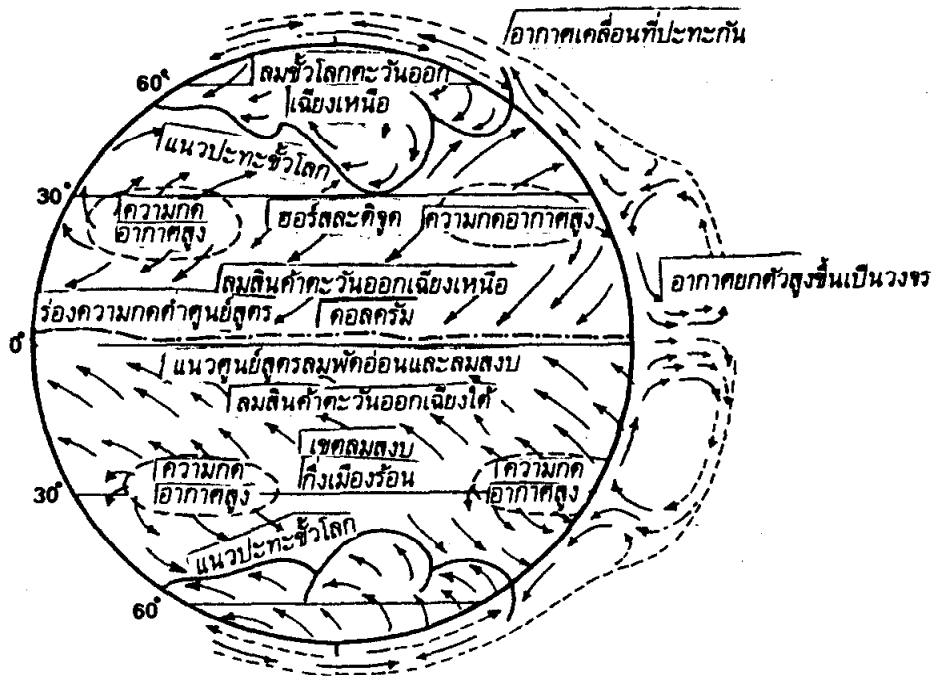 อากาศเคลื่อนที่ปะทะกัน
ลมขั้วโลกตะวันออก
เฉียงเหนือ
60°
แนวปะทะขั้วโลก
30°
ความกด
อากาศสูง
ฮอร์สละติจูด
ความกดอากาศสูง
ลมสินค้าตะวันออกเฉียงเหนือ
อากาศยกตัวสูงขึ้นเป็นวงจร
ร่องความกดต่ำศูนย์สูตร
ดอลดรัม
0°
แนวศูนย์สูตรลมพัดอ่อนและลมสงบ
ลมสินค้าตะวันออกเฉียงใต้
เขตลมสงบ
กึ่งเมืองร้อน
ความกด
อากาศสูง
ความกด
อากาศสูง
30°
แนวปะทะขั้วโลก
60°